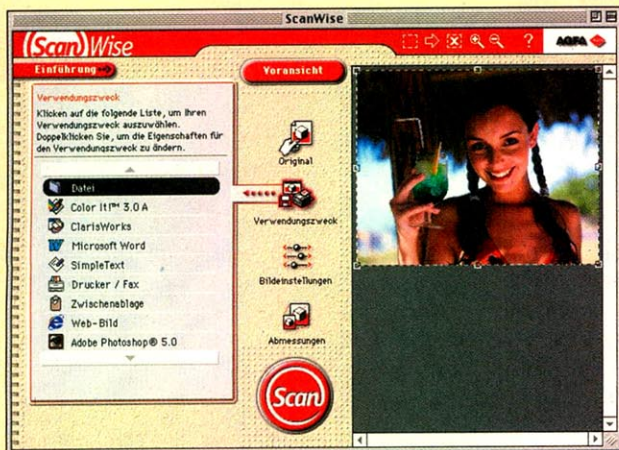 ScanWise
(Scan) Wise
?
AGFA
Einführung
Voransicht
Verwendungszweck
Klicken auf die folgende Liste, um Ihren
Verwendungszweck auszuwählen.
Doppelklicken Sie, um die Eigenschaften für
den Verwendungszweck zu ändern.
Datei
Color It!™ 3.0 A
ClarisWorks
Microsoft Word
SimpleText
Drucker / Fax
Zwischenablage
Web-Bild
Adobe Photoshop® 5.0
Original
Verwendungszweck
Bildeinstellungen
Abmessungen
Scan